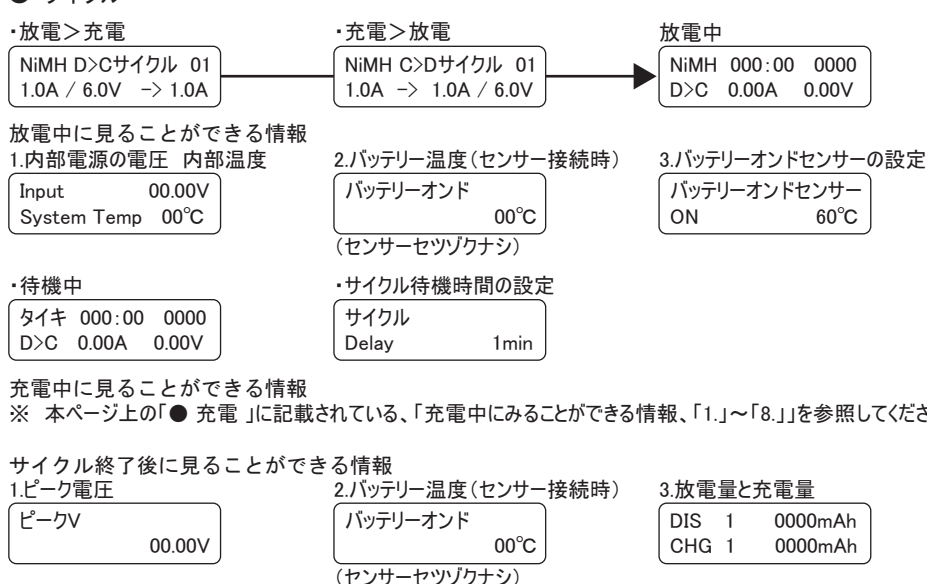 ・放電＞充電
・充電＞放電
放電中
NiMH D>Cサイクル 01
1.0A / 6.0V -> 1.0A
NiMH C>Dサイクル 01
1.0A -> 1.0A / 6.0V
NiMH 000:00 0000
D>C 0.00A 0.00V
放電中に見ることができる情報
1.内部電源の電圧 内部温度
2.バッテリー温度（センサー接続時）
3.バッテリーオンドセンサーの設定
Input 00.00V
System Temp 00℃
バッテリーオンド
00℃
（センサーセツゾクナシ）
バッテリーオンドセンサー
ON 60℃
・待機中
・サイクル待機時間の設定
タイキ 000:00 0000
D>C 0.00A 0.00V
サイクル
Delay 1min
充電中に見ることができる情報
※ 本ページ上の「● 充電 」に記載されている、「充電中にみることができる情報、「1.」～「8.」」を参照してくださ
サイクル終了後に見ることができる情報
1.ピーク電圧
2.バッテリー温度（センサー接続時）
3.放電量と充電量
ピークV
00.00V
バッテリーオンド
00℃
（センサーセツゾクナシ）
DIS 1 0000mAh
CHG 1 0000mAh